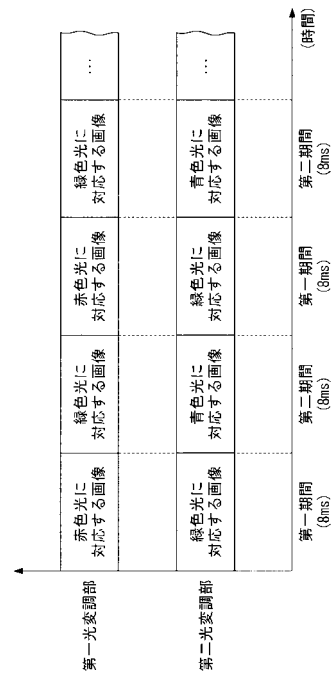 第一光変調部
赤色光に
対応する画像
緑色光に
対応する画像
赤色光に
対応する画像
緑色光に
対応する画像
…
第二光変調部
緑色光に
対応する画像
青色光に
対応する画像
緑色光に
対応する画像
青色光に
対応する画像
…
第一期間
(8ms)
第二期間
(8ms)
第一期間
(8ms)
第二期間
(8ms)
(時間)